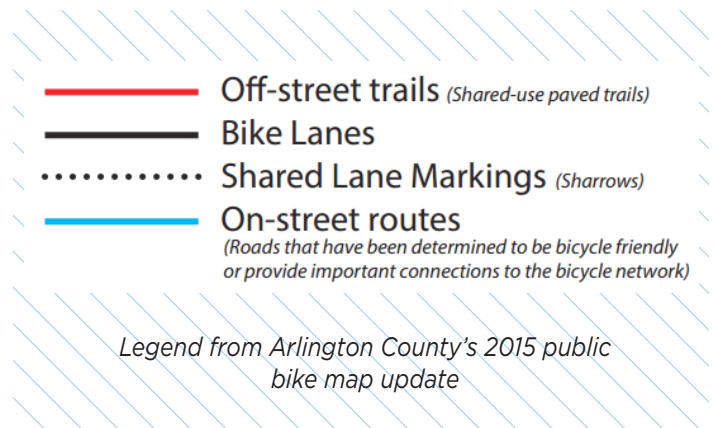 Off-street trails (Shared-use paved trails)
Bike Lanes
Shared Lane Markings (Sharrows)
On-street routes
(Roads that have been determined to be bicycle friendly
or provide important connections to the bicycle network)
Legend from Arlington County’s 2015 public
bike map update